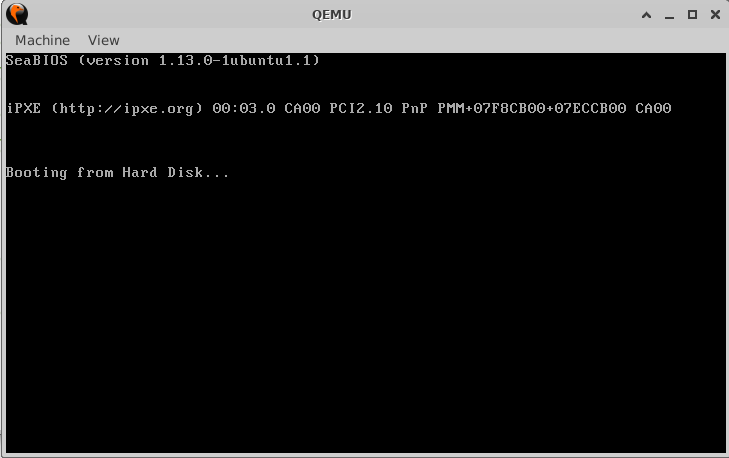 QEMU
Machine View
SeaBIOS (version 1.13.0-1ubuntu1.1)
iPXE (http://ipxe.org) 00:03.0 CA00 PCI2.10 PnP PMM+07F8CB00+07ECCB00 CA00
Booting from Hard Disk...